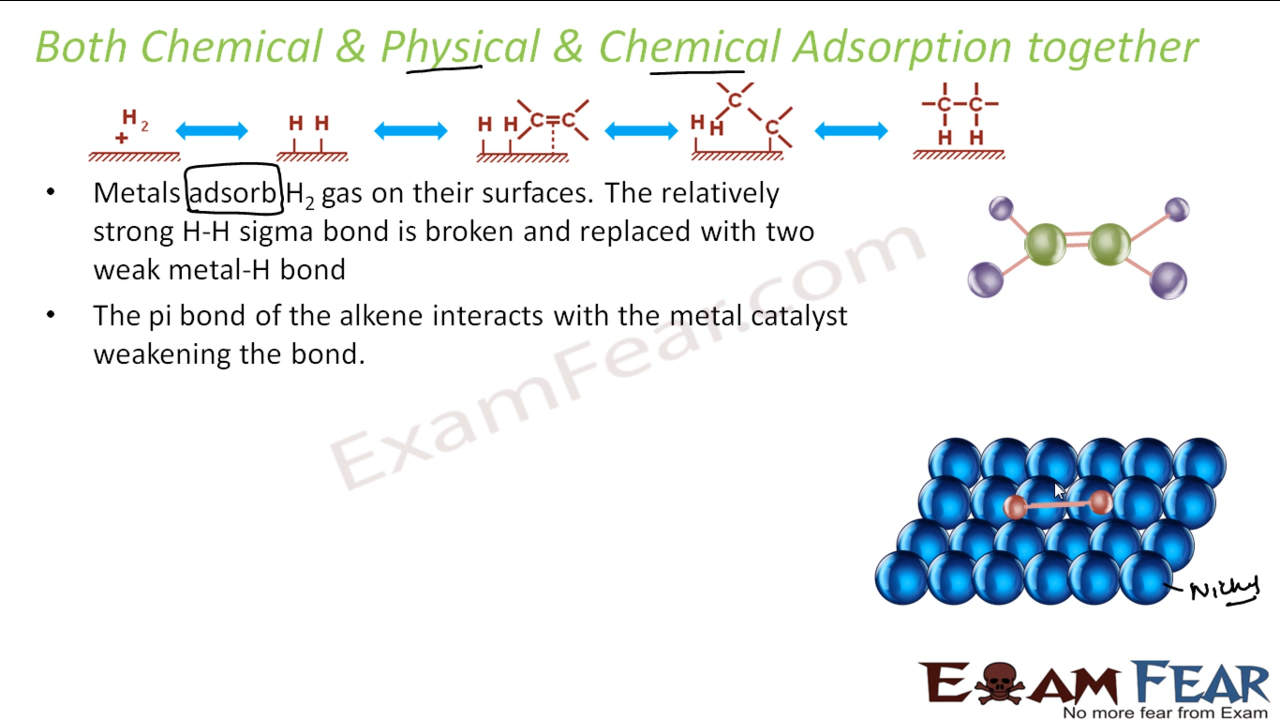 Both Chemical & Physical & Chemical Adsorption together
H2
+
H H
H H C=C
H H C C
-C-C-
H H
• Metals adsorb H2 gas on their surfaces. The relatively
strong H-H sigma bond is broken and replaced with two
weak metal-H bond
• The pi bond of the alkene interacts with the metal catalyst
weakening the bond.
ExamFear.com
EXAM FEAR
No more fear from Exam